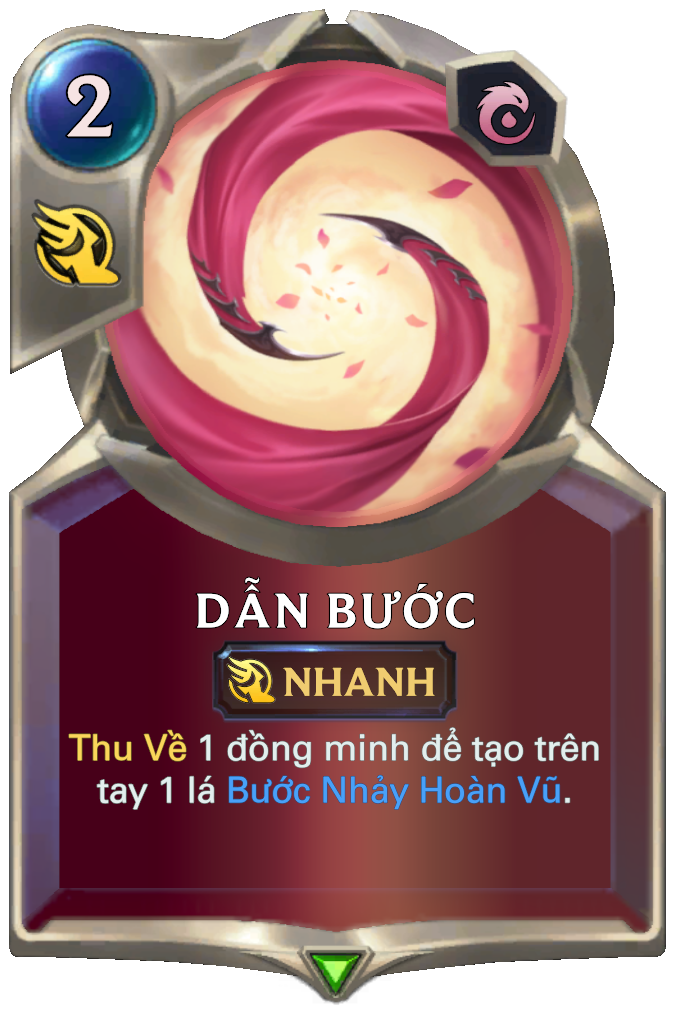 2
DẪN BƯỚC
NHANH
Thu Về 1 đồng minh để tạo trên
tay 1 lá Bước Nhảy Hoàn Vũ.